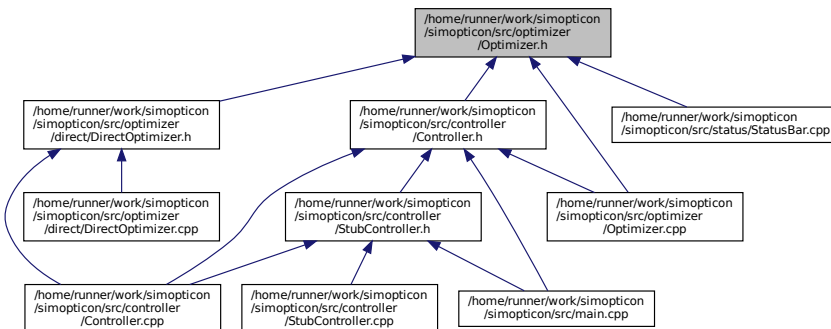 /home/runner/work/simopticon
/simopticon/src/optimizer
/Optimizer.h
/home/runner/work/simopticon
/simopticon/src/optimizer
/direct/DirectOptimizer.h
/home/runner/work/simopticon
/simopticon/src/controller
/Controller.h
/home/runner/work/simopticon
/simopticon/src/status/StatusBar.cpp
/home/runner/work/simopticon
/simopticon/src/optimizer
/direct/DirectOptimizer.cpp
/home/runner/work/simopticon
/simopticon/src/controller
/StubController.h
/home/runner/work/simopticon
/simopticon/src/optimizer
/Optimizer.cpp
/home/runner/work/simopticon
/simopticon/src/controller
/Controller.cpp
/home/runner/work/simopticon
/simopticon/src/controller
/StubController.cpp
/home/runner/work/simopticon
/simopticon/src/main.cpp